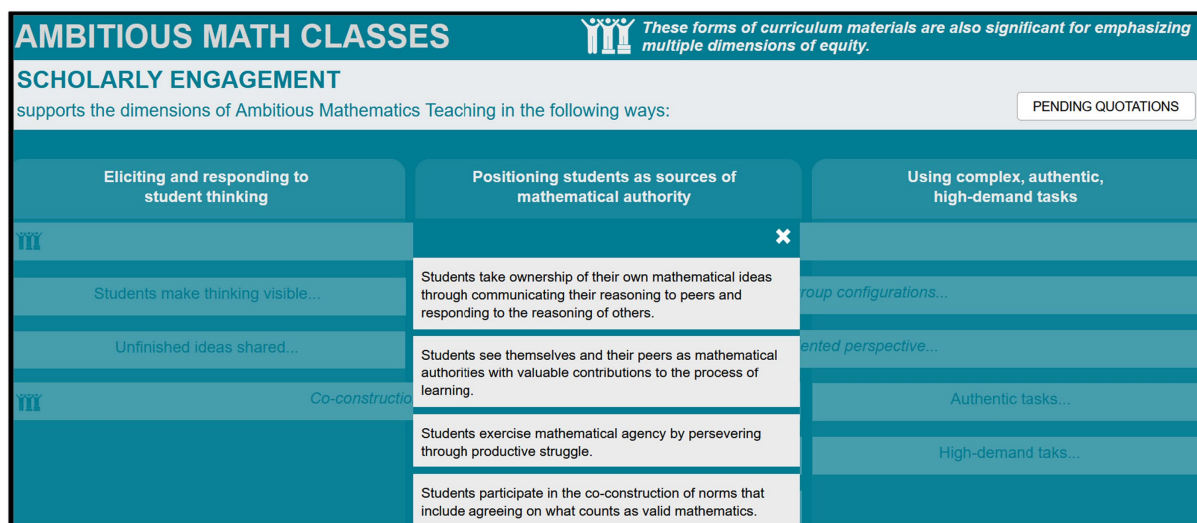 AMBITIOUS MATH CLASSES
These forms of curriculum materials are also significant for emphasizing
multiple dimensions of equity.
SCHOLARLY ENGAGEMENT
supports the dimensions of Ambitious Mathematics Teaching in the following ways:
PENDING QUOTATIONS
Eliciting and responding to
student thinking
Positioning students as sources of
mathematical authority
Using complex, authentic,
high-demand tasks
Students make thinking visible...
Unfinished ideas shared...
Co-constructio
Students take ownership of their own mathematical ideas
through communicating their reasoning to peers and
responding to the reasoning of others.
Students see themselves and their peers as mathematical
authorities with valuable contributions to the process of
learning.
Students exercise mathematical agency by persevering
through productive struggle.
Students participate in the co-construction of norms that
include agreeing on what counts as valid mathematics.
roup configurations...
ented perspective...
Authentic tasks...
High-demand taks...